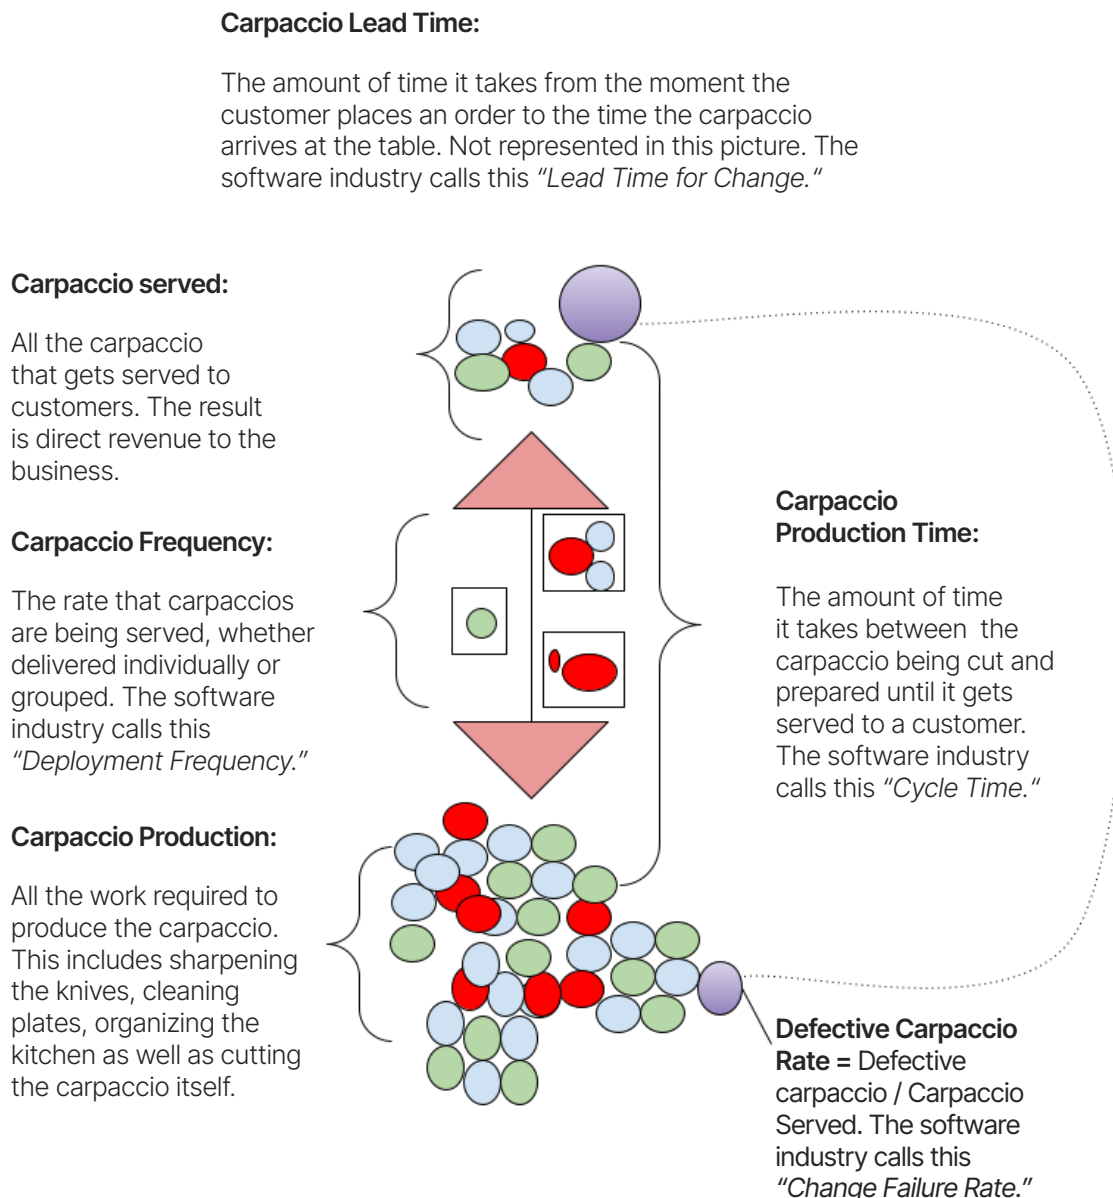 Carpaccio Lead Time:
The amount of time it takes from the moment the
customer places an order to the time the carpaccio
arrives at the table. Not represented in this picture. The
software industry calls this “Lead Time for Change.“
Carpaccio served:
All the carpaccio
that gets served to
customers. The result
is direct revenue to the
business.
Carpaccio Frequency:
The rate that carpaccios
are being served, whether
delivered individually or
grouped. The software
industry calls this
“Deployment Frequency.”
Carpaccio Production:
All the work required to
produce the carpaccio.
This includes sharpening
the knives, cleaning
plates, organizing the
kitchen as well as cutting
the carpaccio itself.
Carpaccio
Production Time:
The amount of time
it takes between the
carpaccio being cut and
prepared until it gets
served to a customer.
The software industry
calls this “Cycle Time.“
Defective Carpaccio
Rate = Defective
carpaccio / Carpaccio
Served. The software
industry calls this
“Change Failure Rate.”